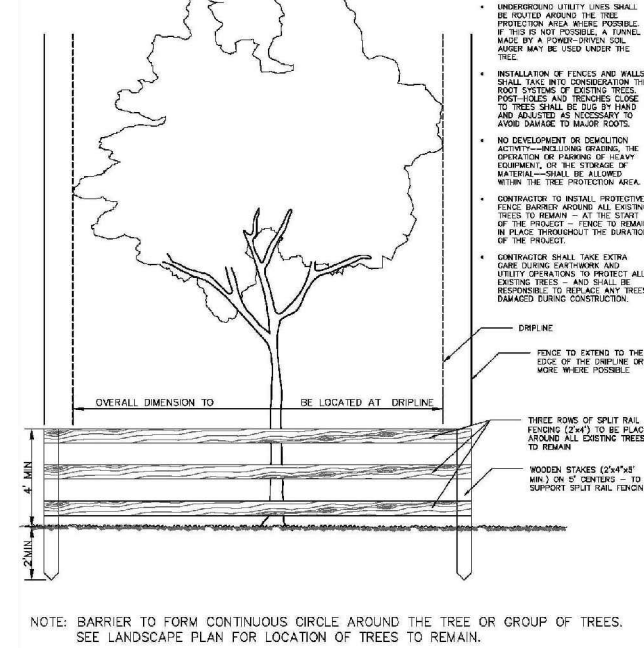 • UNDERGROUND UTILITY LINES SHALL
BE ROUTED AROUND THE TREE
PROTECTION AREA WHERE POSSIBLE.
IF THIS IS NOT POSSIBLE, A TUNNEL
MADE BY A POWER-DRIVEN SOIL
AUGER MAY BE USED UNDER THE
TREE.
• INSTALLATION OF FENCES AND WALLS
SHALL TAKE INTO CONSIDERATION TH
ROOT SYSTEMS OF EXISTING TREES.
POST-HOLES AND TRENCHES CLOSE
TO TREES SHALL BE DUG BY HAND
AND ADJUSTED AS NECESSARY TO
AVOID DAMAGE TO MAJOR ROOTS.
• NO DEVELOPMENT OR DEMOLITION
ACTIVITY--INCLUDING GRADING, THE
OPERATION OR PARKING OF HEAVY
EQUIPMENT, OR THE STORAGE OF
MATERIAL--SHALL BE ALLOWED
WITHIN THE TREE PROTECTION AREA.
• CONTRACTOR TO INSTALL PROTECTIVE
FENCE BARRIER AROUND ALL EXISTIN
TREES TO REMAIN - AT THE START
OF THE PROJECT - FENCE TO REMAI
IN PLACE THROUGHOUT THE DURATIO
OF THE PROJECT.
• CONTRACTOR SHALL TAKE EXTRA
CARE DURING EARTHWORK AND
UTILITY OPERATIONS TO PROTECT ALL
EXISTING TREES - AND SHALL BE
RESPONSIBLE TO REPLACE ANY TREES
DAMAGED DURING CONSTRUCTION.
DRIPLINE
FENCE TO EXTEND TO THE
EDGE OF THE DRIPLINE OR
MORE WHERE POSSIBLE
OVERALL DIMENSION TO BE LOCATED AT DRIPLINE
THREE ROWS OF SPLIT RAIL
FENCING (2'x4') TO BE PLAC
AROUND ALL EXISTING TREES
TO REMAIN
4' MIN
WOODEN STAKES (2"x4"x8'
MIN.) ON 5' CENTERS - TO
SUPPORT SPLIT RAIL FENCIN
2'MIN.
NOTE: BARRIER TO FORM CONTINUOUS CIRCLE AROUND THE TREE OR GROUP OF TREES.
SEE LANDSCAPE PLAN FOR LOCATION OF TREES TO REMAIN.